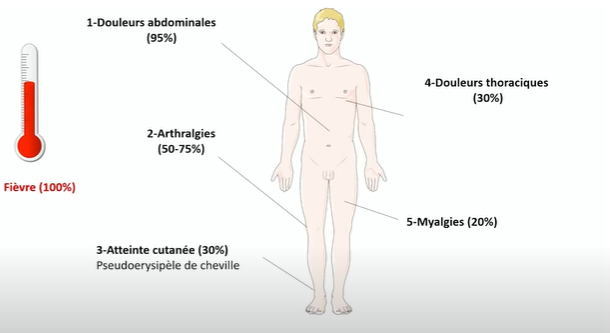 1-Douleurs abdominales
(95%)
4-Douleurs thoraciques
(30%)
2-Arthralgies
(50-75%)
Fièvre (100%)
5-Myalgies (20%)
3-Atteinte cutanée (30%)
Pseudoerysipèle de cheville